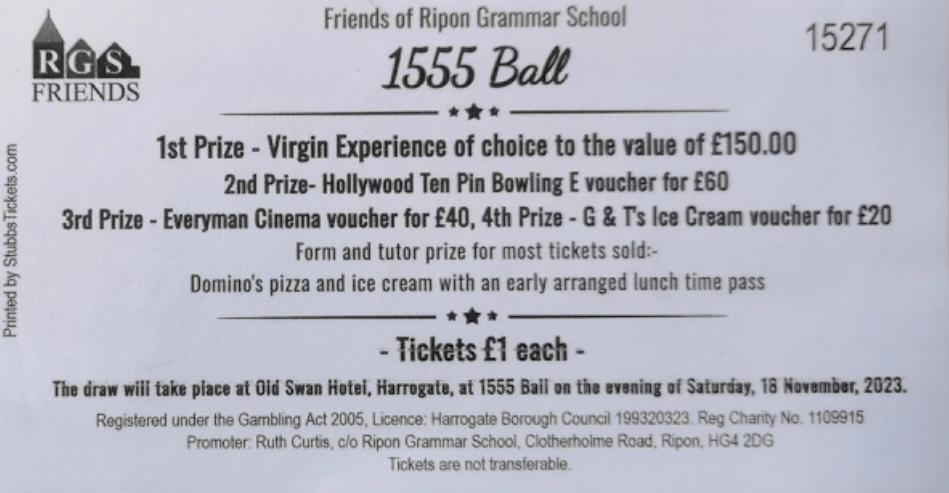 Friends of Ripon Grammar School
15271
1555 Ball
RGS
FRIENDS
1st Prize - Virgin Experience of choice to the value of £150.00
2nd Prize- Hollywood Ten Pin Bowling E voucher for £60
3rd Prize - Everyman Cinema voucher for £40, 4th Prize - G & T's Ice Cream voucher for £20
Form and tutor prize for most tickets sold:-
Domino's pizza and ice cream with an early arranged lunch time pass
- Tickets £1 each -
The draw will take place at Old Swan Hotel, Harrogate, at 1555 Ball on the evening of Saturday, 18 November, 2023.
Registered under the Gambling Act 2005, Licence: Harrogate Borough Council 199320323. Reg Charity No. 1109915
Promoter: Ruth Curtis, c/o Ripon Grammar School, Clotherholme Road, Ripon, HG4 2DG
Tickets are not transferable.
Printed by StubbsTickets.com